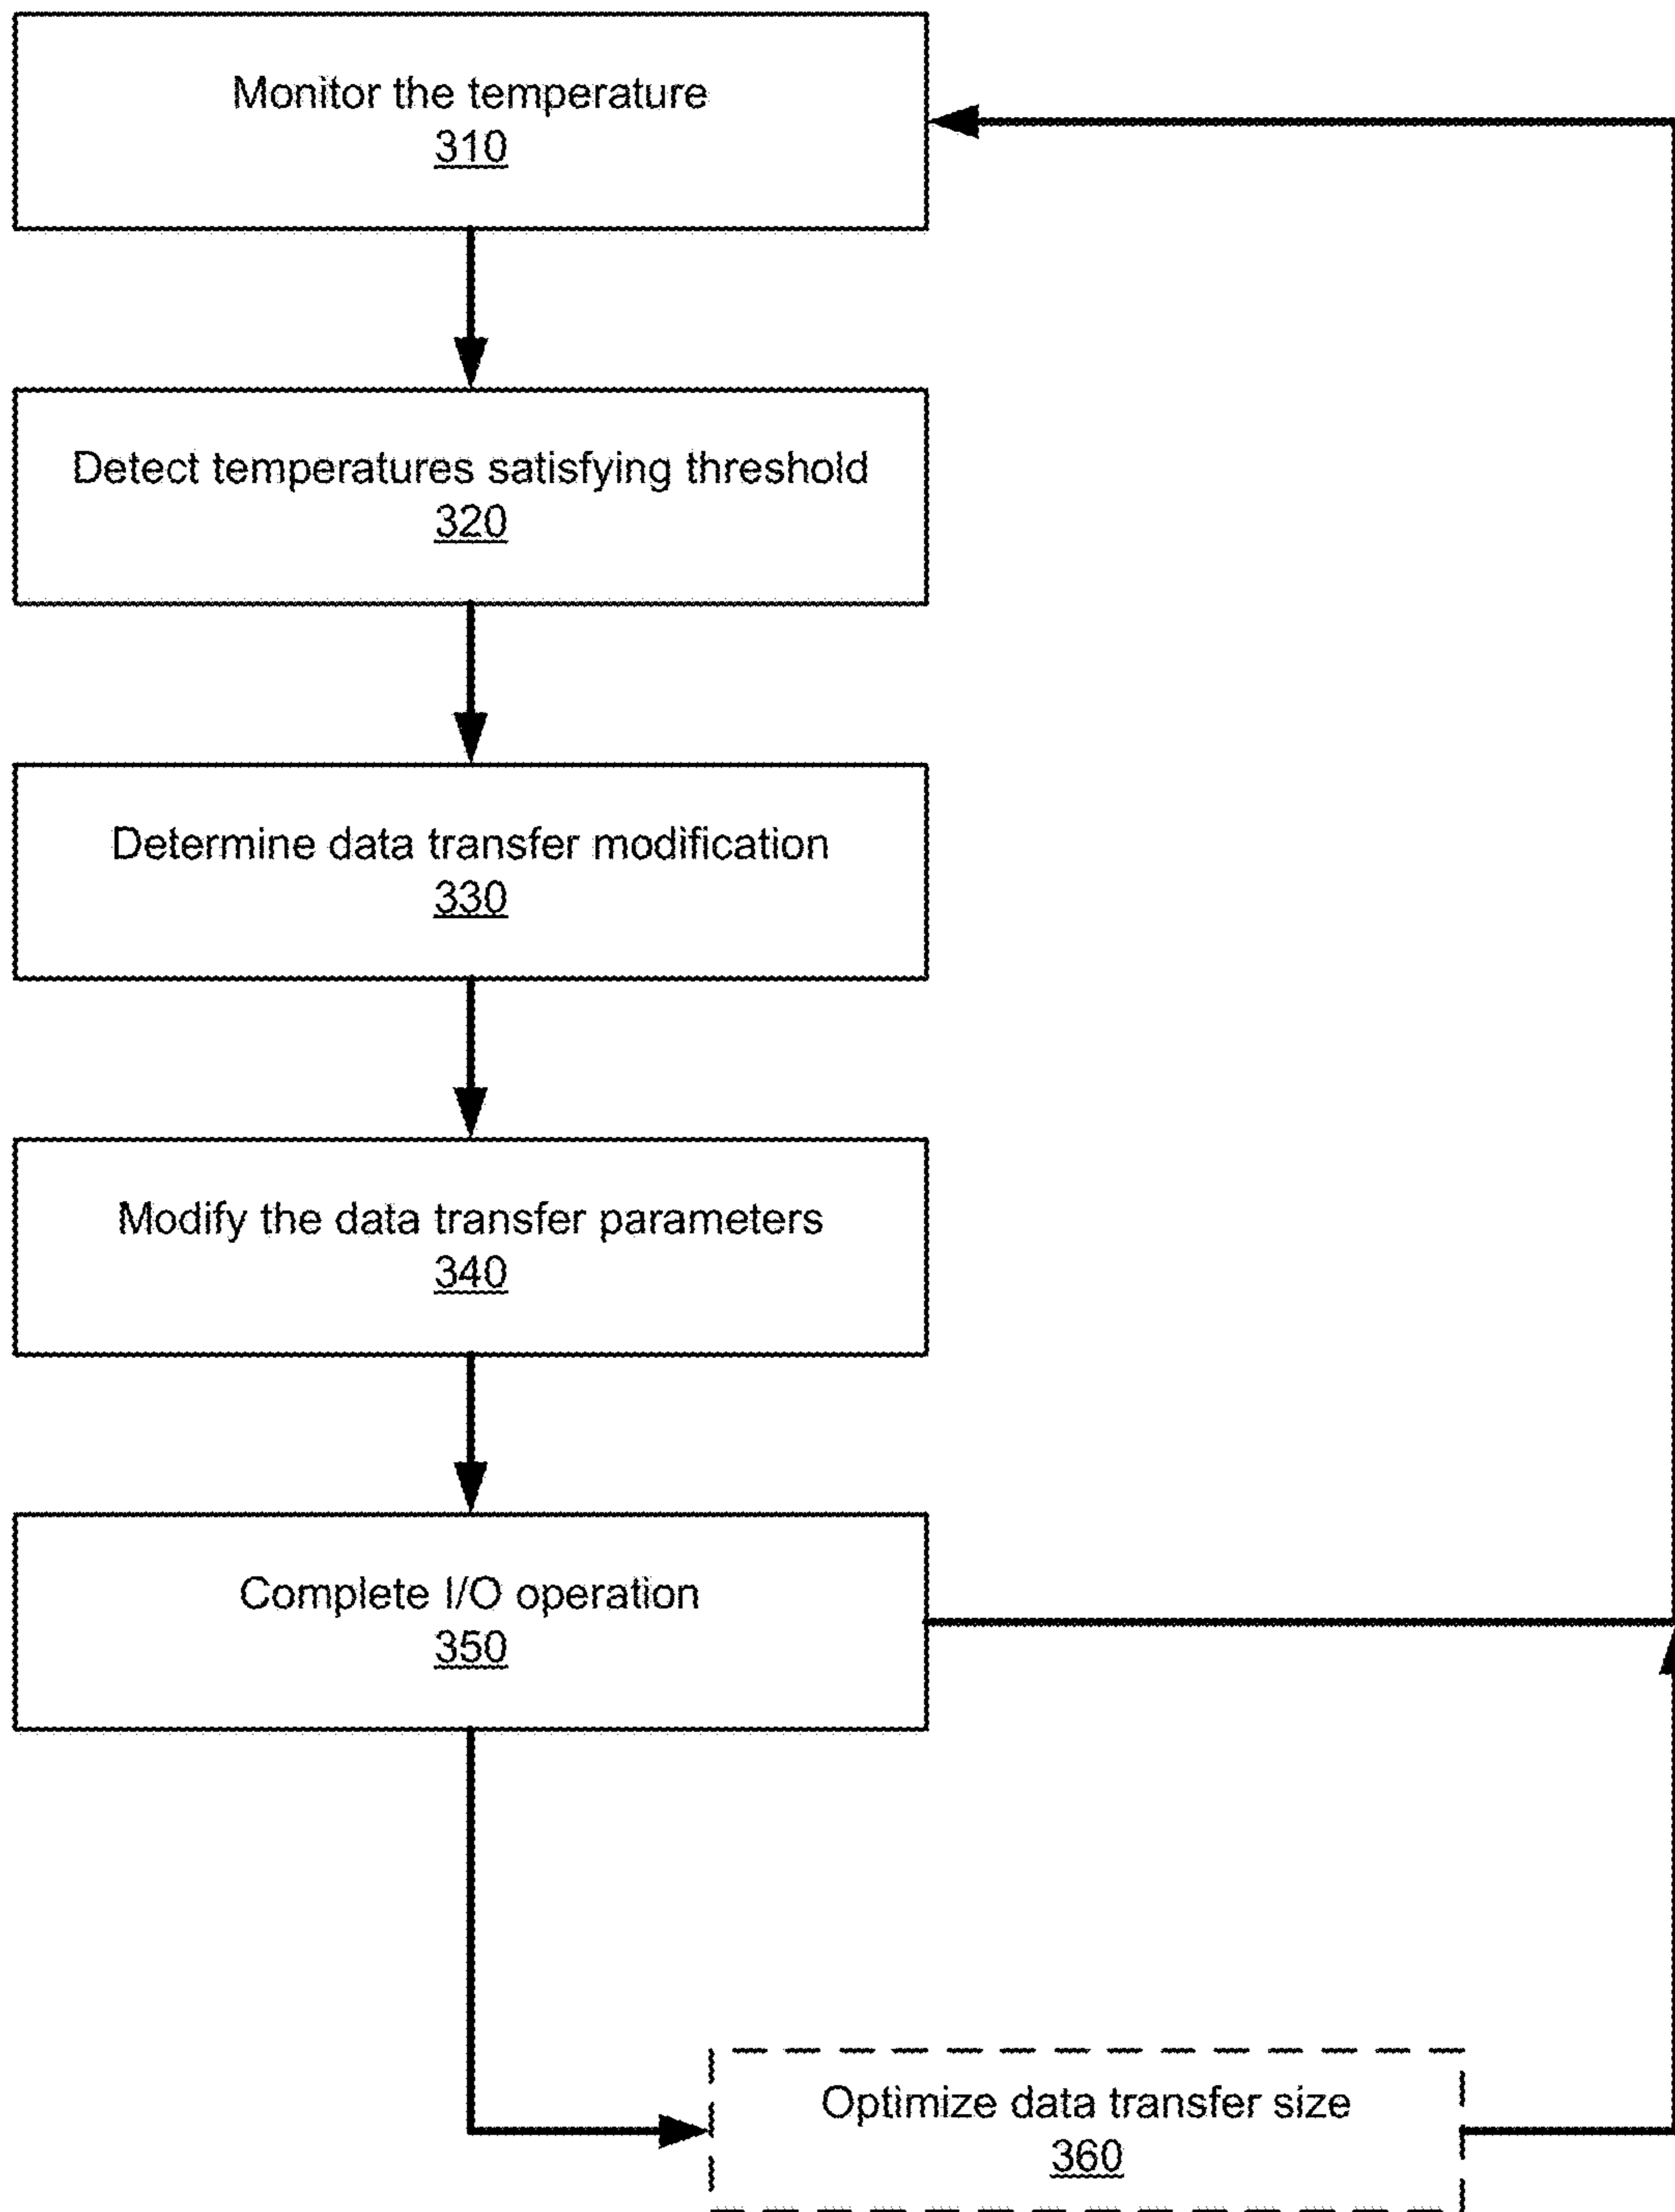 Monitor the temperature
310
Detect temperatures satisfying threshold
320
Determine data transfer modification
330
Modify the data transfer parameters
340
Complete I/O operation
350
Optimize data transfer size
360